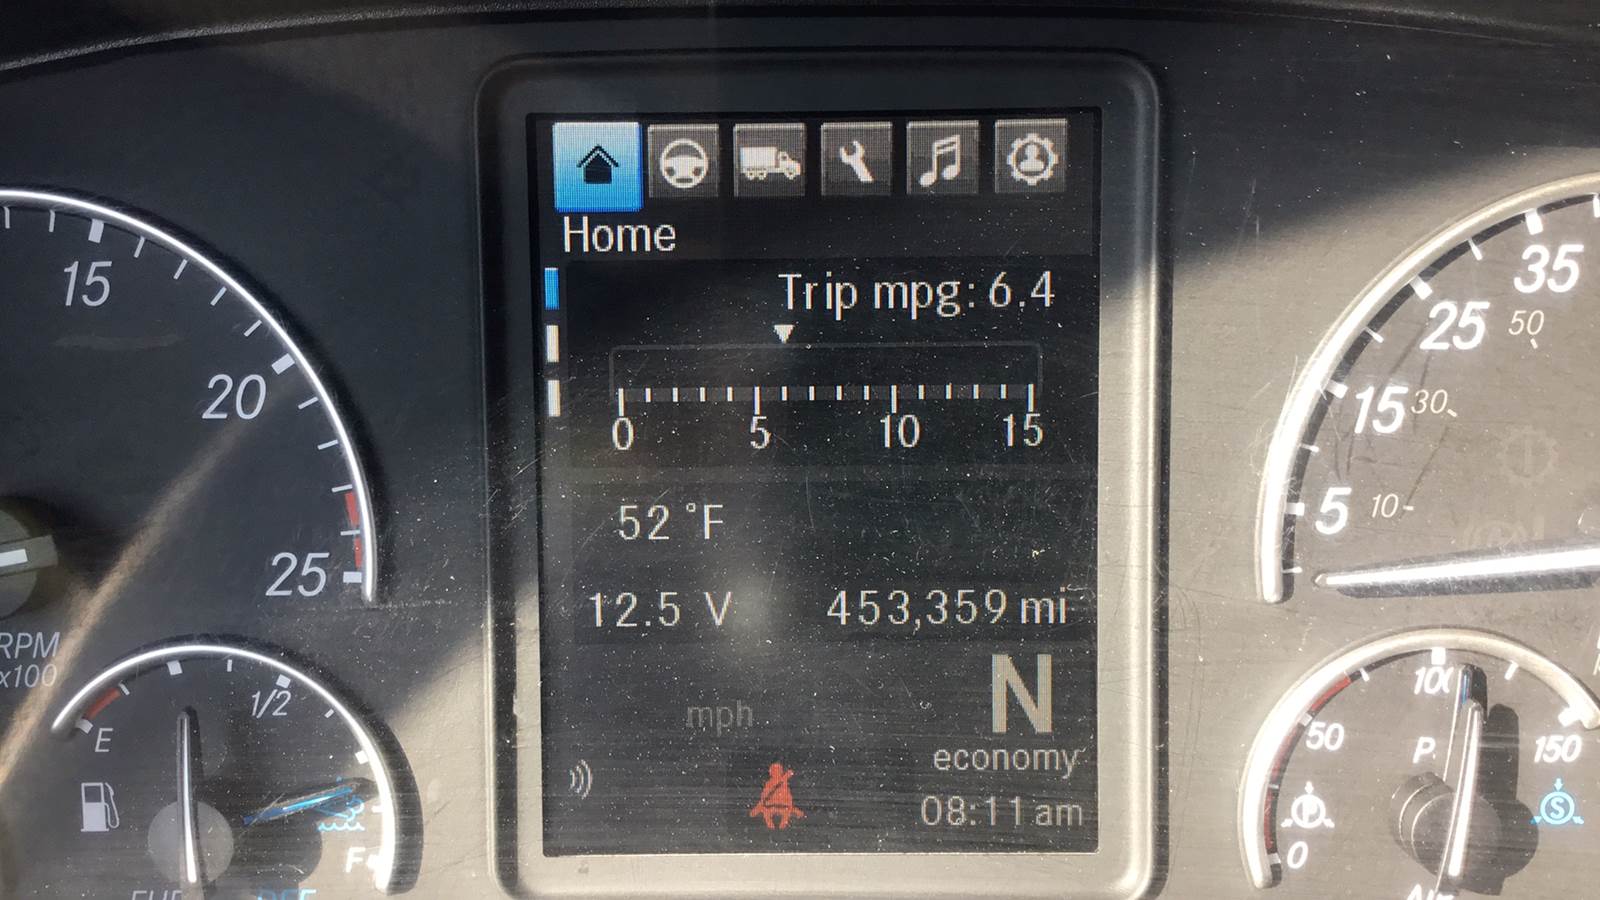 Home
Trip mpg: 6.4
0 5 10 15
52 °F
12.5 V 453,359 mi
mph
N
economy
08:11 am
15
20
25
RPM
x100
E
1/2
F
35
25 50
15 30
5 10
50
100
150
P
0
S